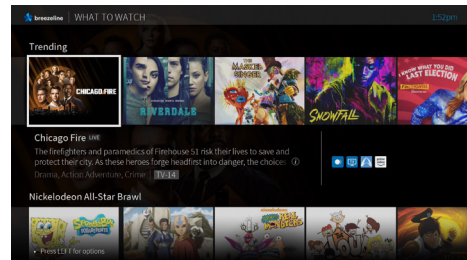 breezeline WHAT TO WATCH 1:52pm
Trending
CHICAGO FIRE
RIVERDALE
THE MASKED SINGER
SNOWFALL
I KNOW WHAT YOU DID LAST ELECTION
Chicago Fire LIVE
The firefighters and paramedics of Firehouse 51 risk their lives to save and
protect their city. As these heroes forge headfirst into danger, the choices
Drama, Action Adventure, Crime TV-14
Nickelodeon All-Star Brawl
SpongeBob
SQUAREPANTS
REAL
MONSTERS
• Press LEFT for options